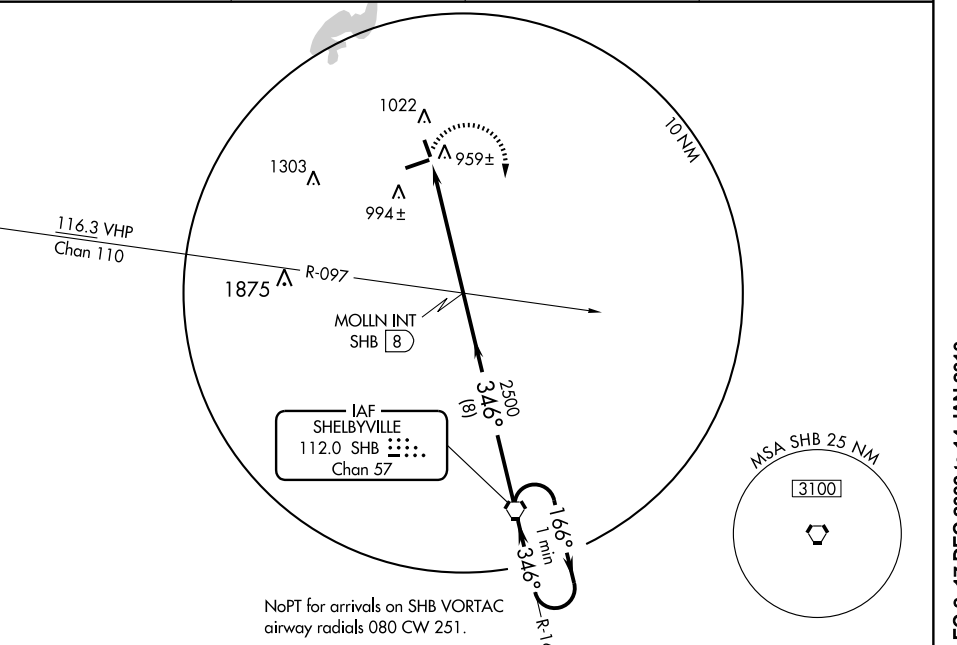 1022
959±
10 NM
1303
994±
116.3 VHP
Chan 110
R-097
1875
MOLLN INT
SHB 8
2500
346°
(8)
IAF
SHELBYVILLE
112.0 SHB
Chan 57
MSA SHB 25 NM
3100
166°
1 min
346°
NoPT for arrivals on SHB VORTAC
airway radials 080 CW 251.